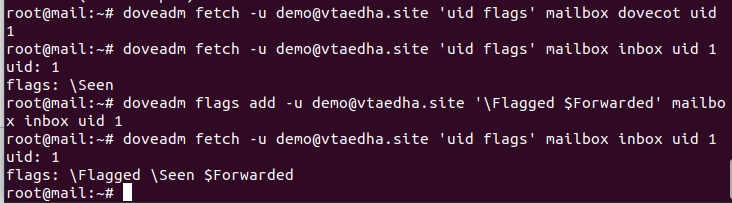 root@mail:~# doveadm fetch -u demo@vtaedha.site 'uid flags' mailbox dovecot uid
1
root@mail:~# doveadm fetch -u demo@vtaedha.site 'uid flags' mailbox inbox uid 1
uid: 1
flags: \Seen
root@mail:~# doveadm flags add -u demo@vtaedha.site '\Flagged $Forwarded' mailbo
x inbox uid 1
root@mail:~# doveadm fetch -u demo@vtaedha.site 'uid flags' mailbox inbox uid 1
uid: 1
flags: \Flagged \Seen $Forwarded
root@mail:~#